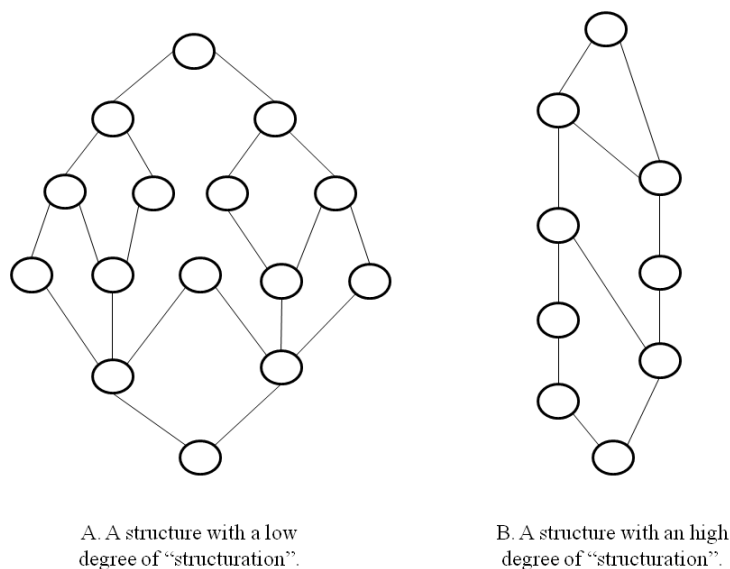 A. A structure with a low
degree of “structuration”.
B. A structure with an high
degree of “structuration”.